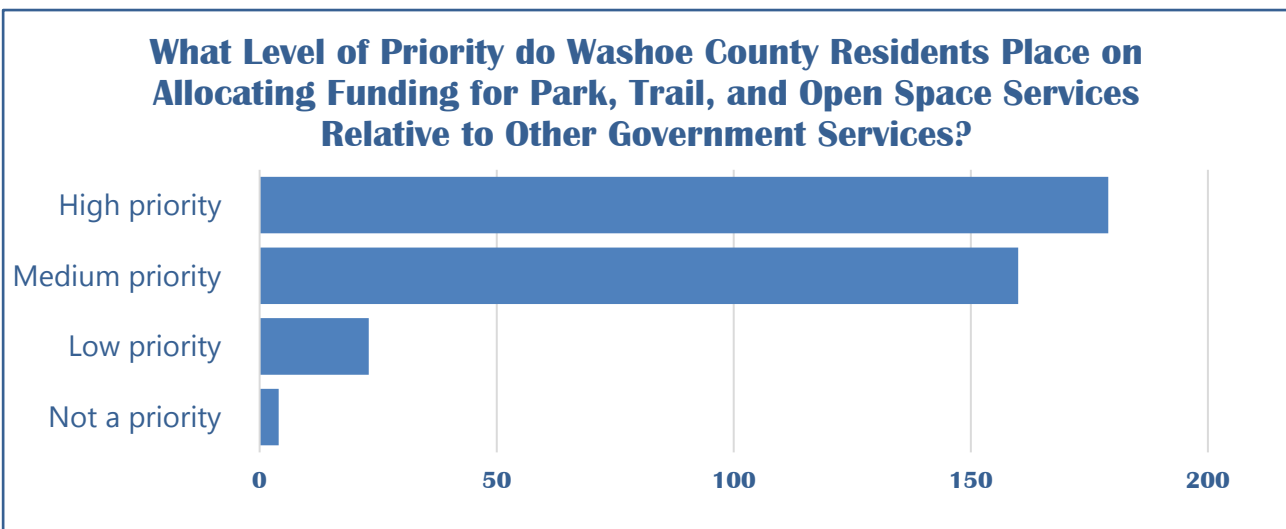 What Level of Priority do Washoe County Residents Place on
Allocating Funding for Park, Trail, and Open Space Services
Relative to Other Government Services?
High priority
Medium priority
Low priority
Not a priority
0 50 100 150 200